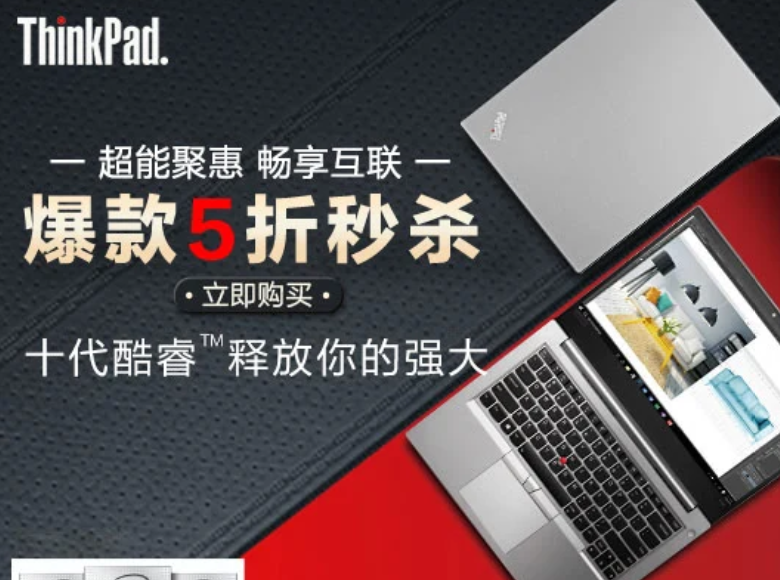 ThinkPad.
— 超能聚惠 畅享互联 —
爆款5折秒杀
·立即购买·
十代酷睿™释放你的强大
ThinkPad